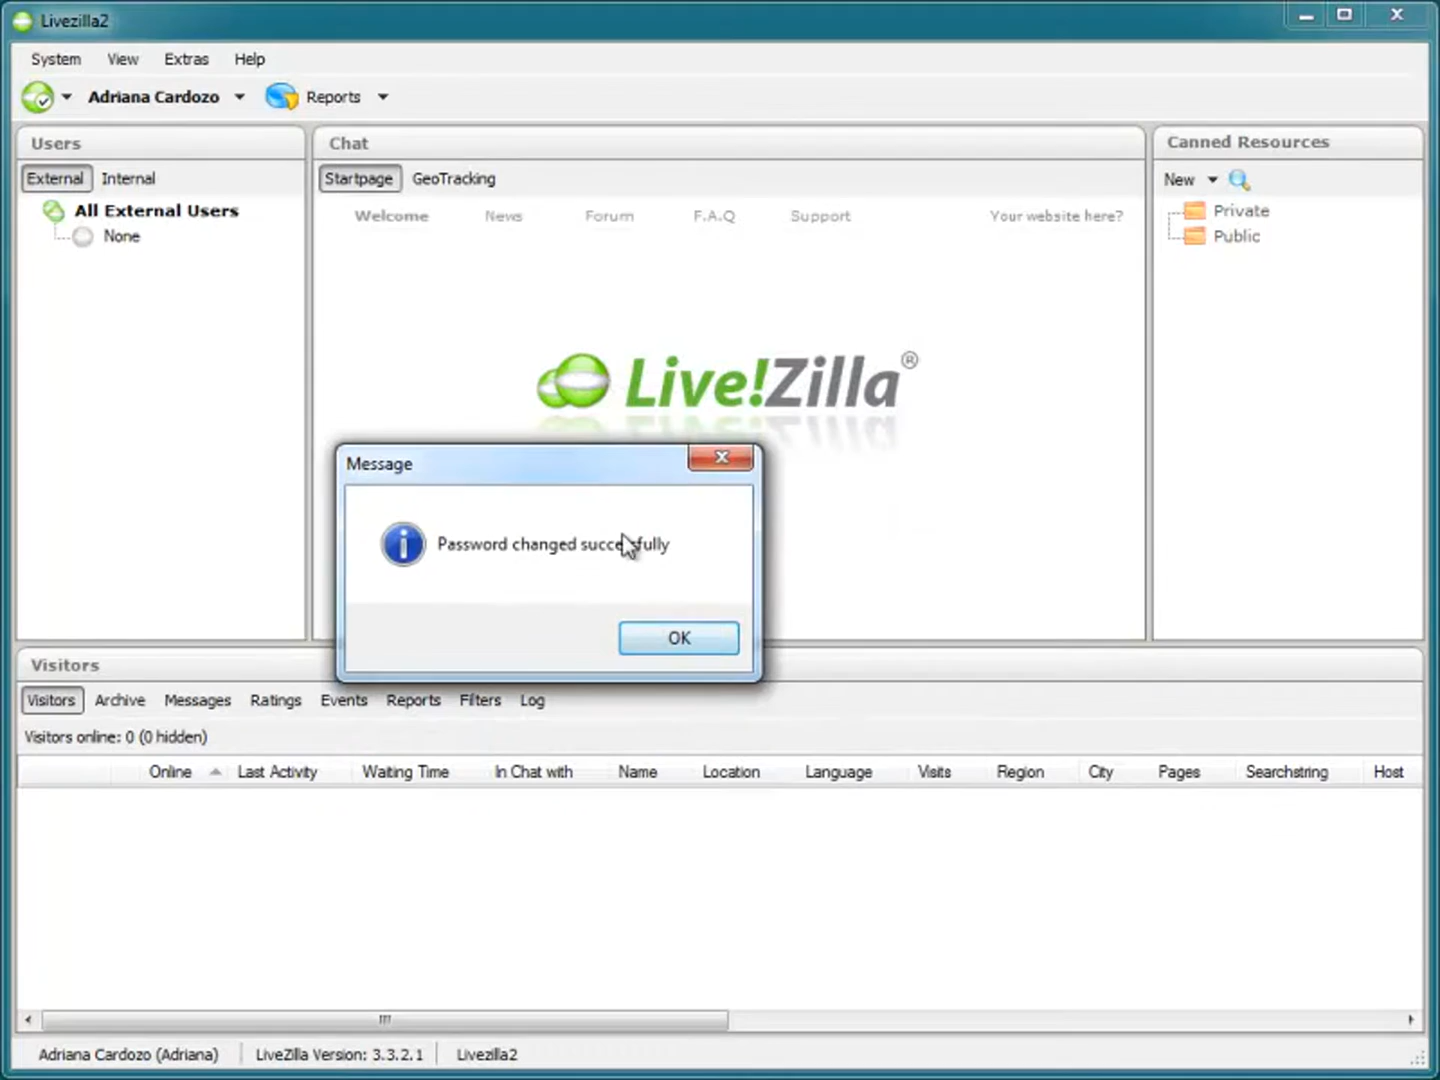 Livezilla2
System View Extras Help
Adriana Cardozo Reports
Users
External Internal
All External Users
None
Chat
Startpage GeoTracking
Welcome News Forum F.A.Q Support Your website here?
Live!Zilla®
Canned Resources
New
Private
Public
Message
Password changed successfully
OK
Visitors
Visitors Archive Messages Ratings Events Reports Filters Log
Visitors online: 0 (0 hidden)
Online Last Activity Waiting Time In Chat with Name Location Language Visits Region City Pages Searchstring Host
Adriana Cardozo (Adriana) LiveZilla Version: 3.3.2.1 Livezilla2